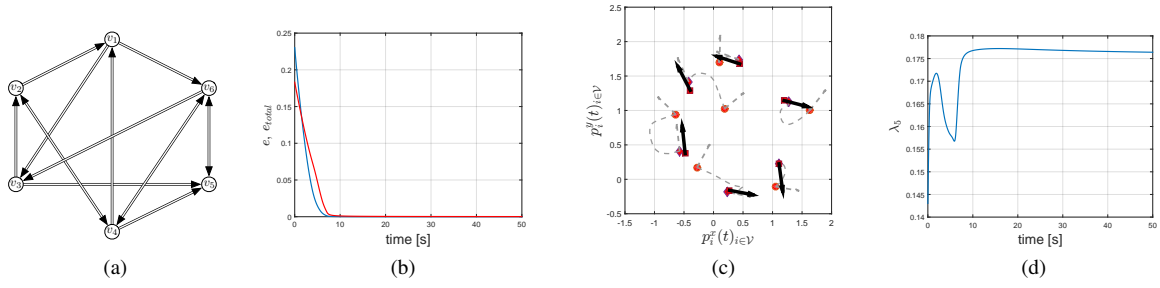 v1
v2
v6
v3
v5
v4
(a)
e, e_total
0.25
0.2
0.15
0.1
0.05
0
0 10 20 30 40 50
time [s]
(b)
p_i^y(t)_{i∈𝒱}
2.5
2
1.5
1
0.5
0
-0.5
-1.5 -1 -0.5 0 0.5 1 1.5 2
p_i^x(t)_{i∈𝒱}
(c)
λ_5
0.18
0.175
0.17
0.165
0.16
0.155
0.15
0.145
0.14
0 10 20 30 40 50
time [s]
(d)